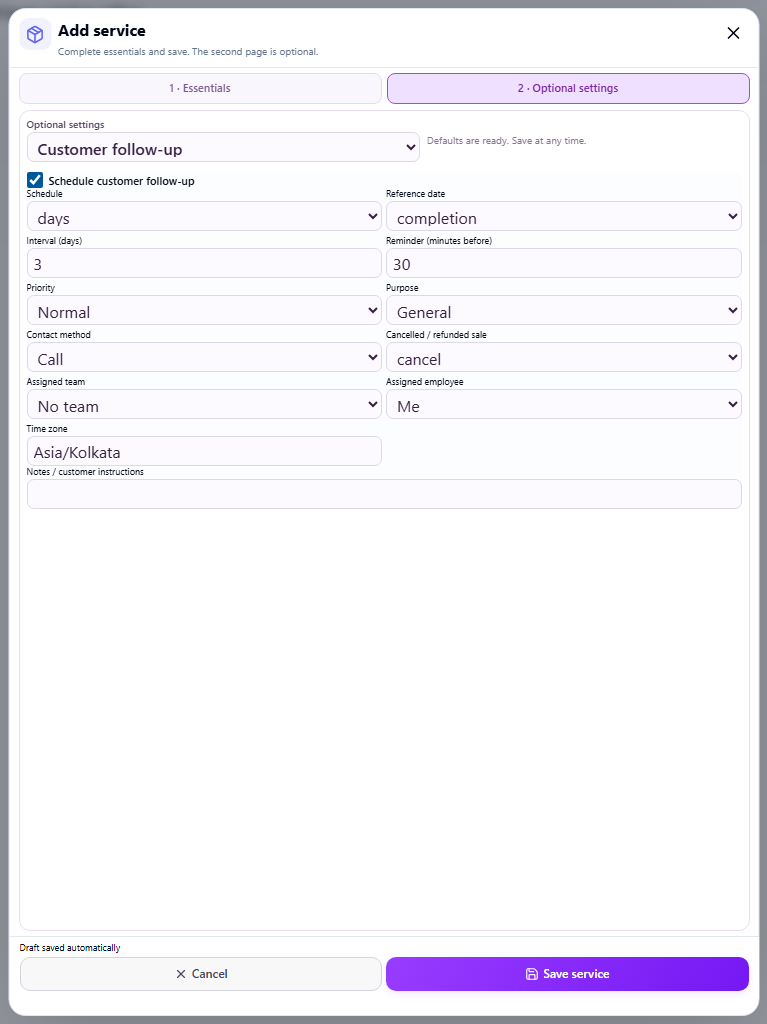 Add service
Complete essentials and save. The second page is optional.
1 · Essentials
2 · Optional settings
Optional settings
Customer follow-up
Defaults are ready. Save at any time.
Schedule customer follow-up
Schedule
Reference date
days
completion
Interval (days)
Reminder (minutes before)
3
30
Priority
Purpose
Normal
General
Contact method
Cancelled / refunded sale
Call
cancel
Assigned team
Assigned employee
No team
Me
Time zone
Asia/Kolkata
Notes / customer instructions
Draft saved automatically
Cancel
Save service